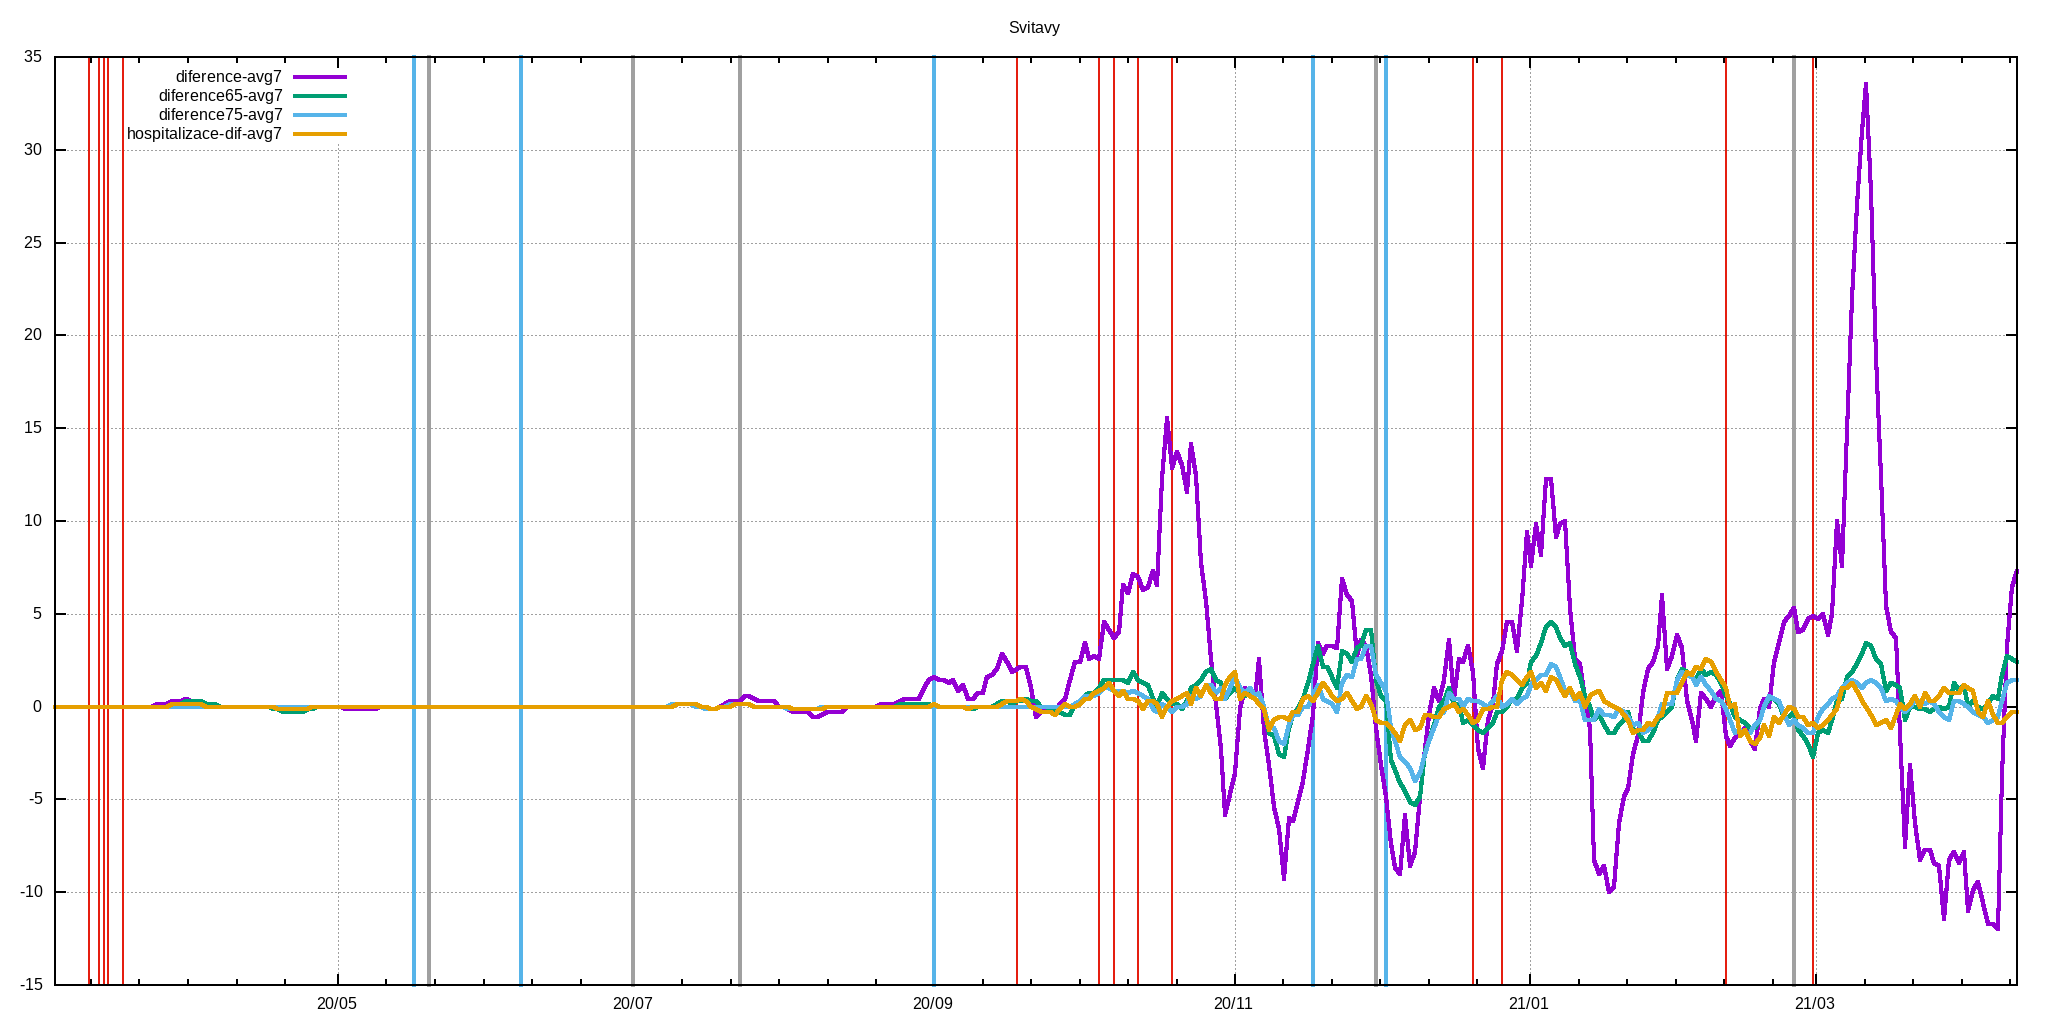 Svitavy
35
30
25
20
15
10
5
0
-5
-10
-15
diference-avg7
diference65-avg7
diference75-avg7
hospitalizace-dif-avg7
20/05 20/07 20/09 20/11 21/01 21/03